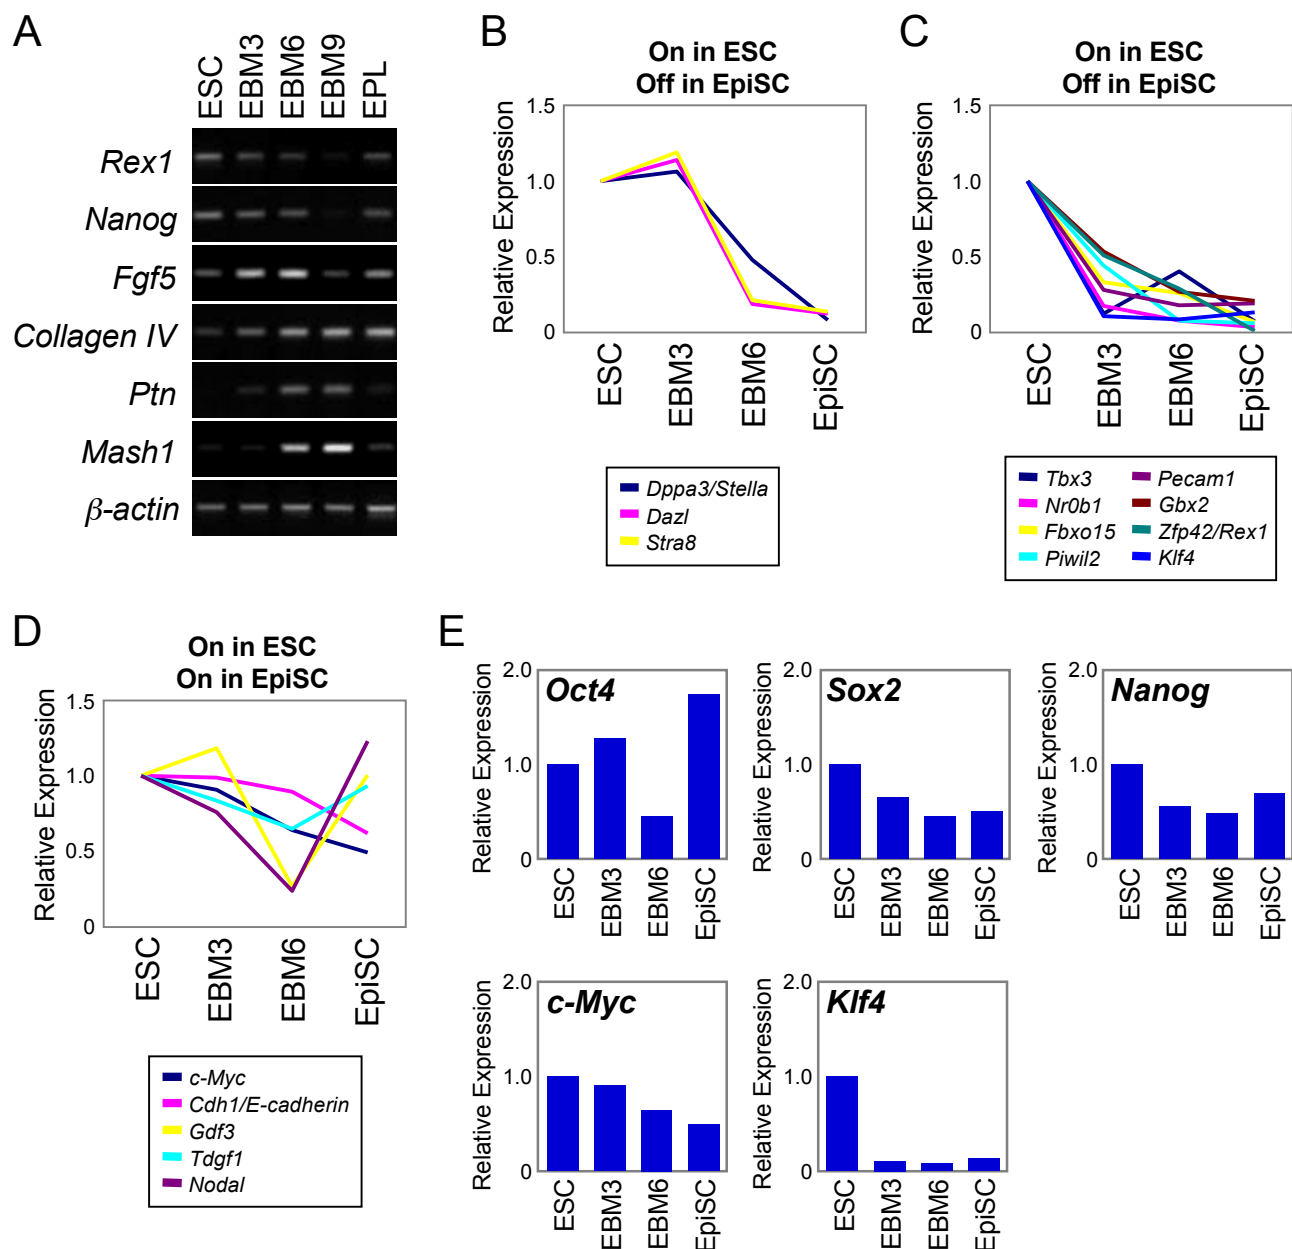 A
ESC
EBM3
EBM6
EBM9
EPL
Rex1
Nanog
Fgf5
Collagen IV
Ptn
Mash1
β-actin
B
On in ESC
Off in EpiSC
Relative Expression
1.5
1.0
0.5
0
ESC
EBM3
EBM6
EpiSC
Dppa3/Stella
Dazl
Stra8
C
On in ESC
Off in EpiSC
Relative Expression
1.5
1.0
0.5
0
ESC
EBM3
EBM6
EpiSC
Tbx3
Nr0b1
Fbxo15
Piwil2
Pecam1
Gbx2
Zfp42/Rex1
Klf4
D
On in ESC
On in EpiSC
Relative Expression
1.5
1.0
0.5
0
ESC
EBM3
EBM6
EpiSC
c-Myc
Cdh1/E-cadherin
Gdf3
Tdgf1
Nodal
E
Relative Expression
2.0
1.0
0
Oct4
ESC
EBM3
EBM6
EpiSC
Relative Expression
2.0
1.0
0
Sox2
ESC
EBM3
EBM6
EpiSC
Relative Expression
2.0
1.0
0
Nanog
ESC
EBM3
EBM6
EpiSC
Relative Expression
2.0
1.0
0
c-Myc
ESC
EBM3
EBM6
EpiSC
Relative Expression
2.0
1.0
0
Klf4
ESC
EBM3
EBM6
EpiSC